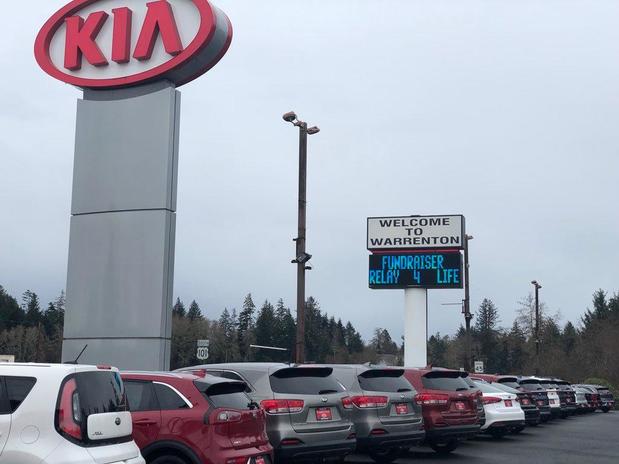 KIA
WELCOME
TO
WARRENTON
FUNDRAISER
RELAY 4 LIFE
101